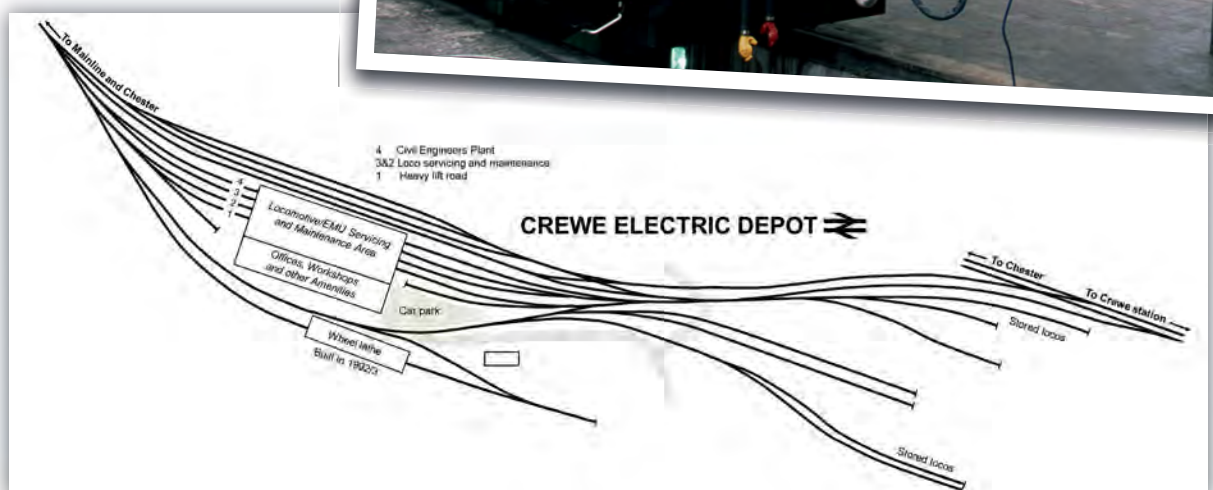 To Mainline and Chester
4 Civil Engineers Plant
3&2 Loco servicing and maintenance
1 Heavy lift road
CREWE ELECTRIC DEPOT
4
3
2
1
Locomotive/EMU Servicing
and Maintenance Area
Offices, Workshops
and other Amenities
Car park
Wheel lathe
Built in 1992/3
To Chester
To Crewe station
Stored locos
Stored locos